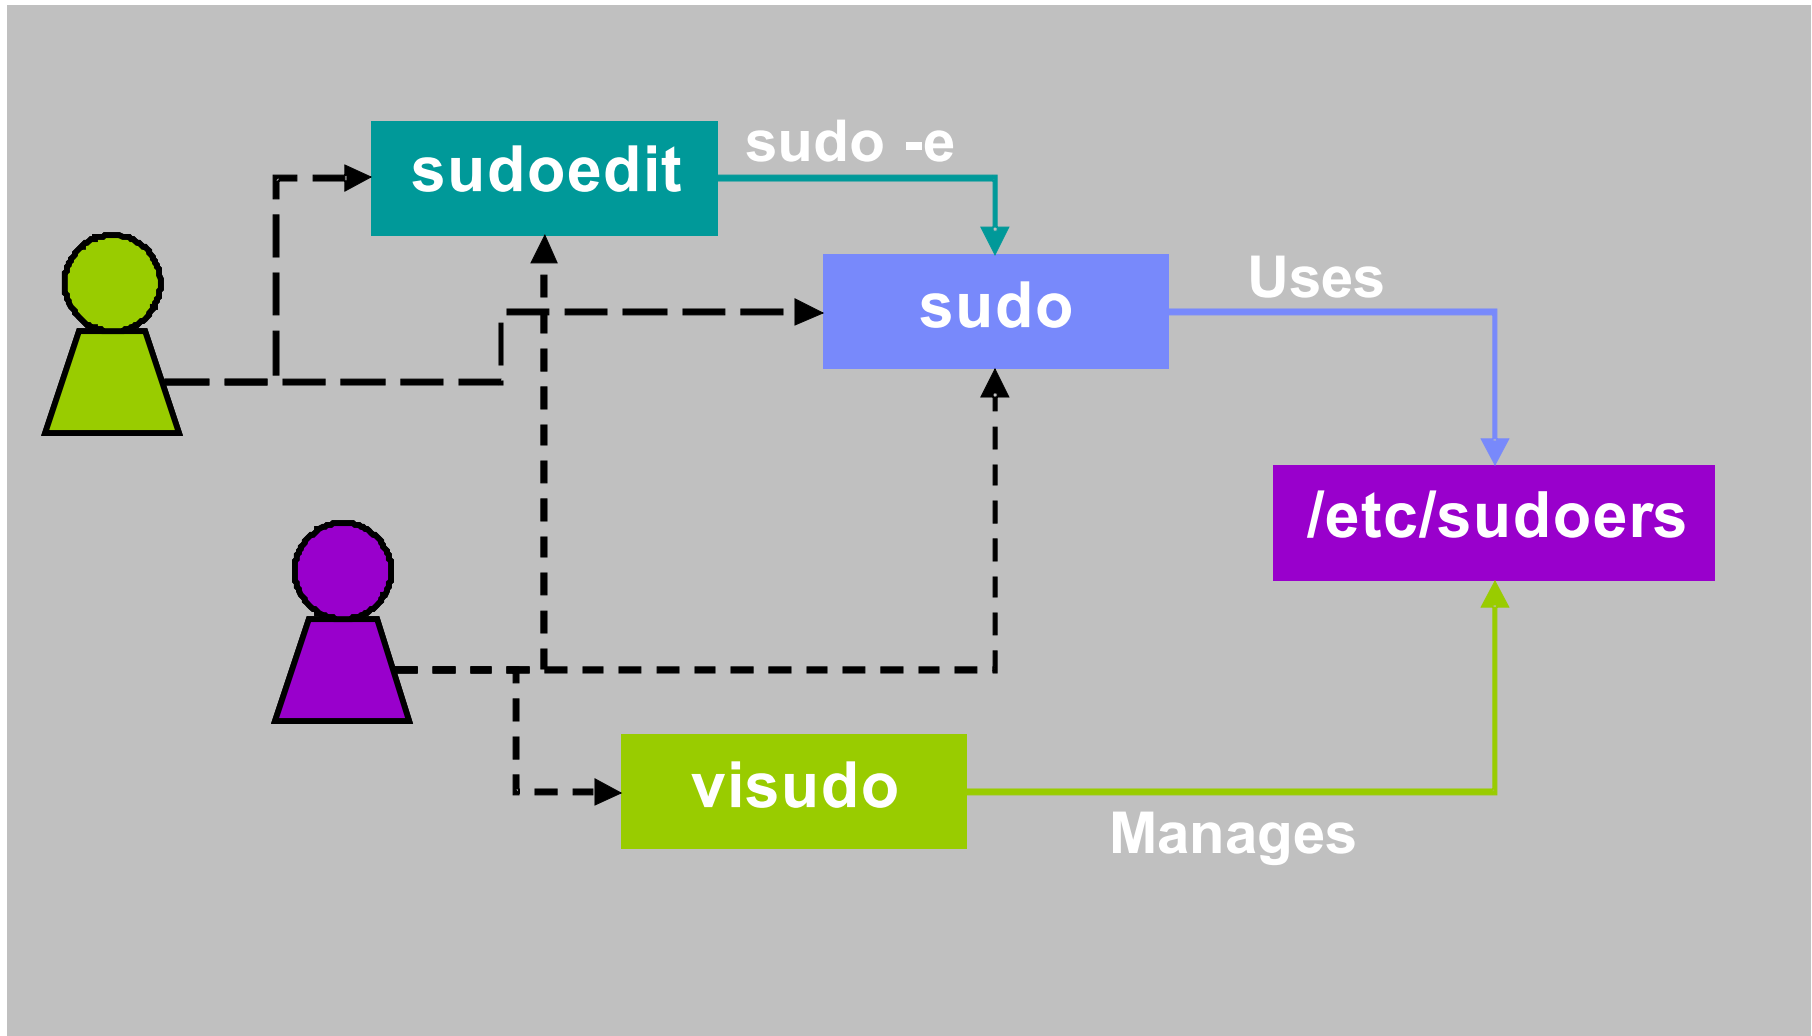 sudoedit
sudo -e
sudo
Uses
/etc/sudoers
visudo
Manages